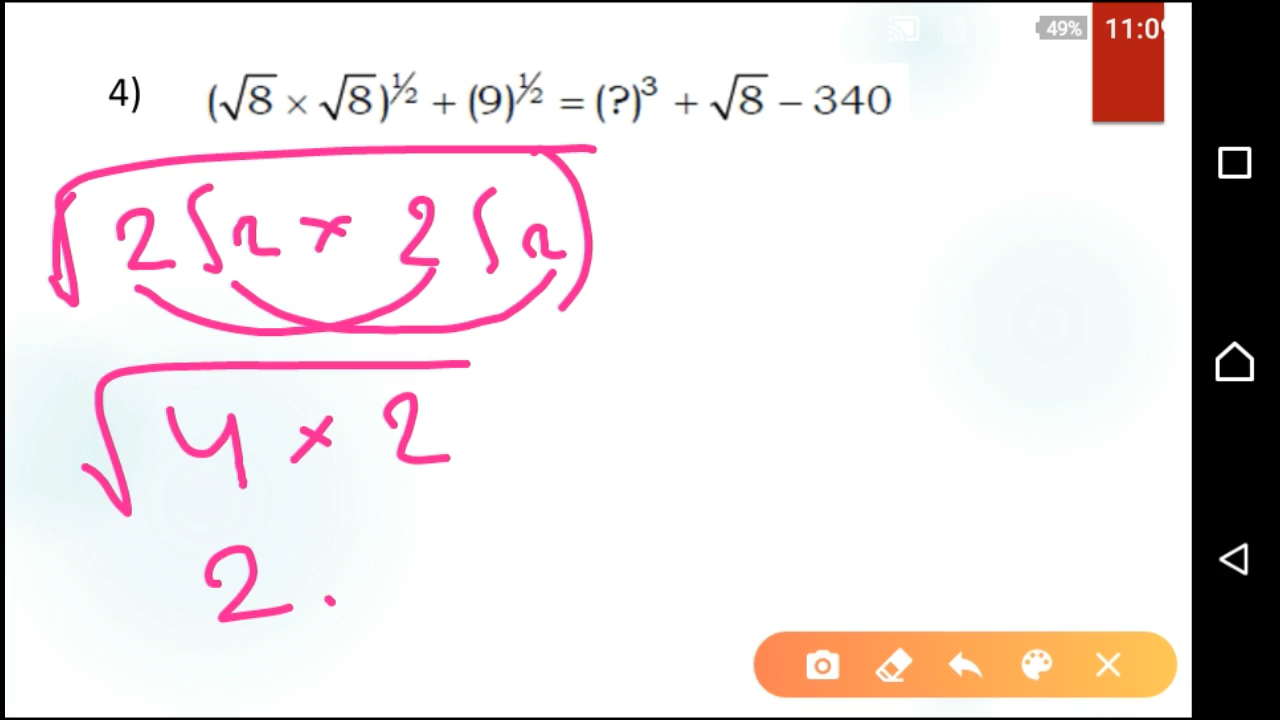 49% 11:09
4) (√8 × √8)^½ + (9)^½ = (?)³ + √8 − 340
√(2√2 × 2√2)
√(4 × 2)
2.